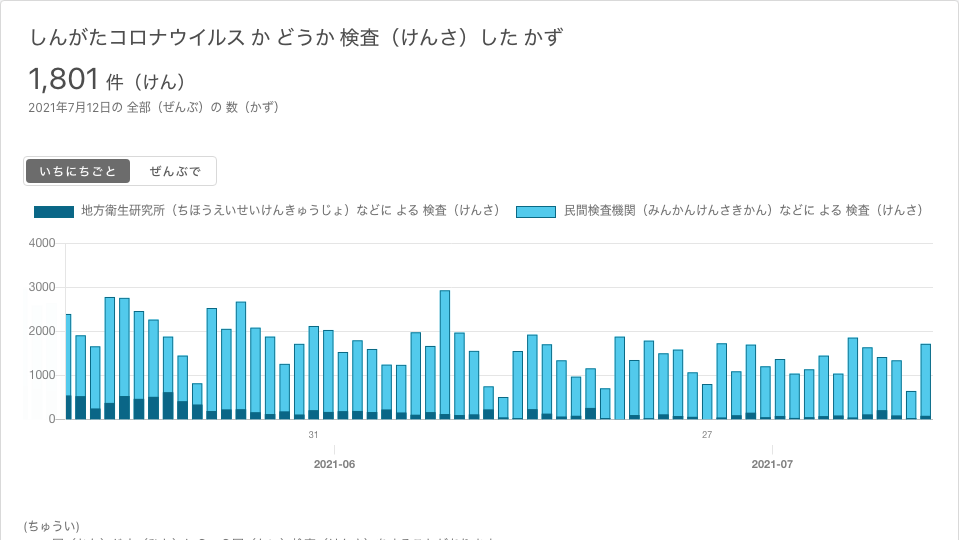 しんがたコロナウイルス か どうか 検査（けんさ）した かず
1,801 件（けん）
2021年7月12日の 全部（ぜんぶ）の 数（かず）
いちにちごと ぜんぶで
地方衛生研究所（ちほうえいせいけんきゅうじょ）などに よる 検査（けんさ） 民間検査機関（みんかんけんさきかん）などに よる 検査（けんさ）
4000
3000
2000
1000
0
31 27
2021-06 2021-07
(ちゅうい)